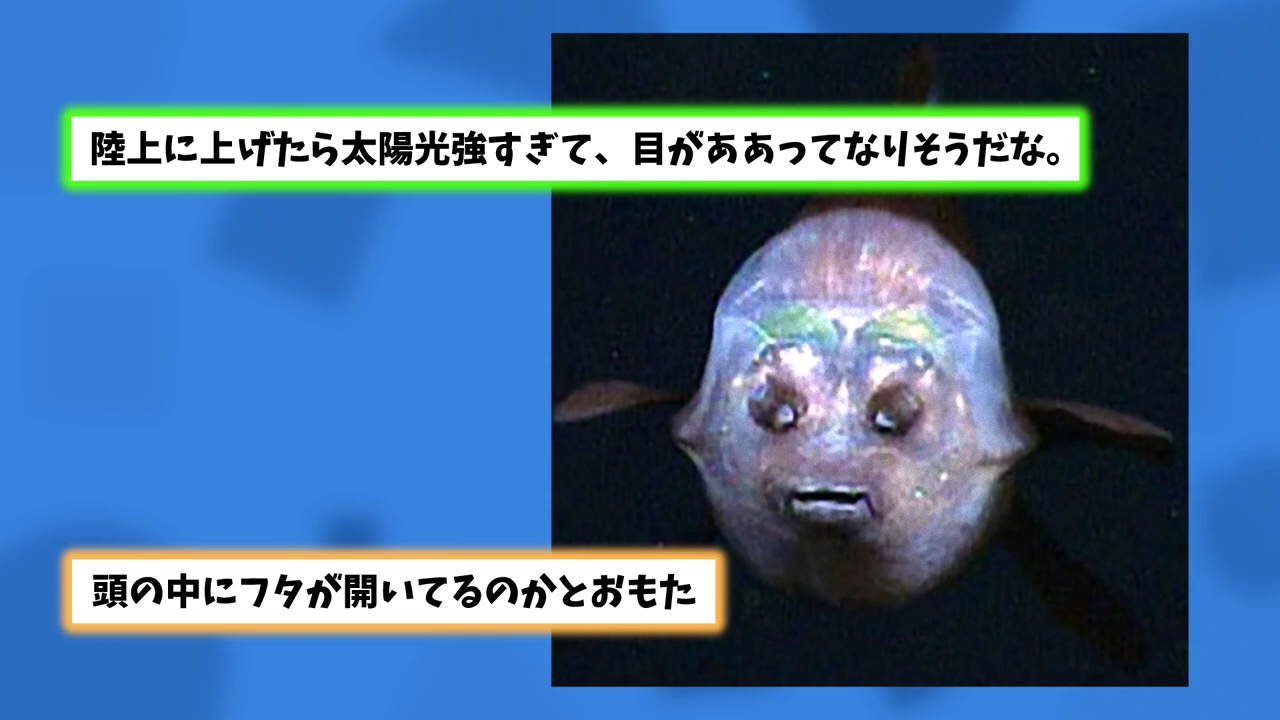 陸上に上げたら太陽光強すぎて、目がああってなりそうだな。
頭の中にフタが開いてるのかとおもた